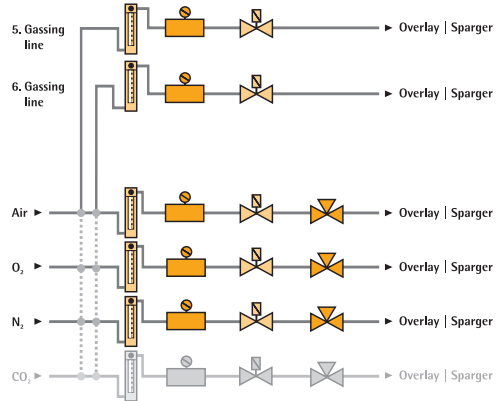 5. Gassing
line
Overlay | Sparger
6. Gassing
line
Overlay | Sparger
Air
Overlay | Sparger
O₂
Overlay | Sparger
N₂
Overlay | Sparger
CO₂
Overlay | Sparger